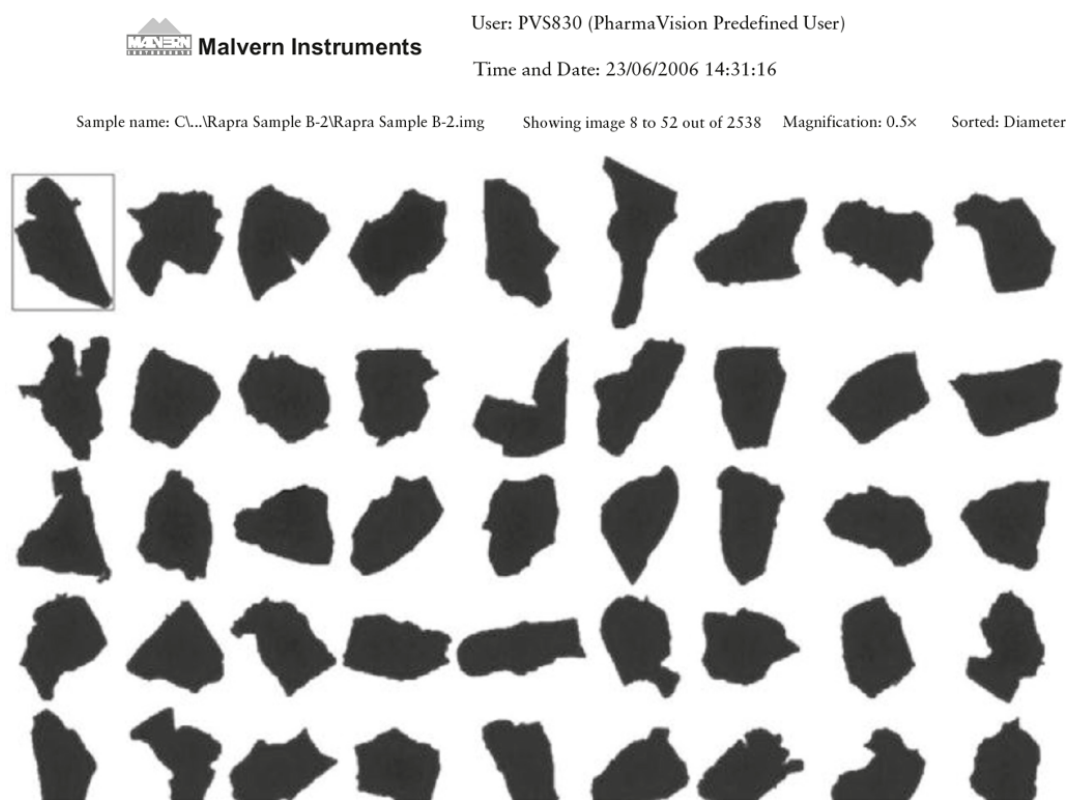 User: PVS830 (PharmaVision Predefined User)
MALVERN
INSTRUMENTS
Malvern Instruments
Time and Date: 23/06/2006 14:31:16
Sample name: C\...\Rapra Sample B-2\Rapra Sample B-2.img Showing image 8 to 52 out of 2538 Magnification: 0.5× Sorted: Diameter